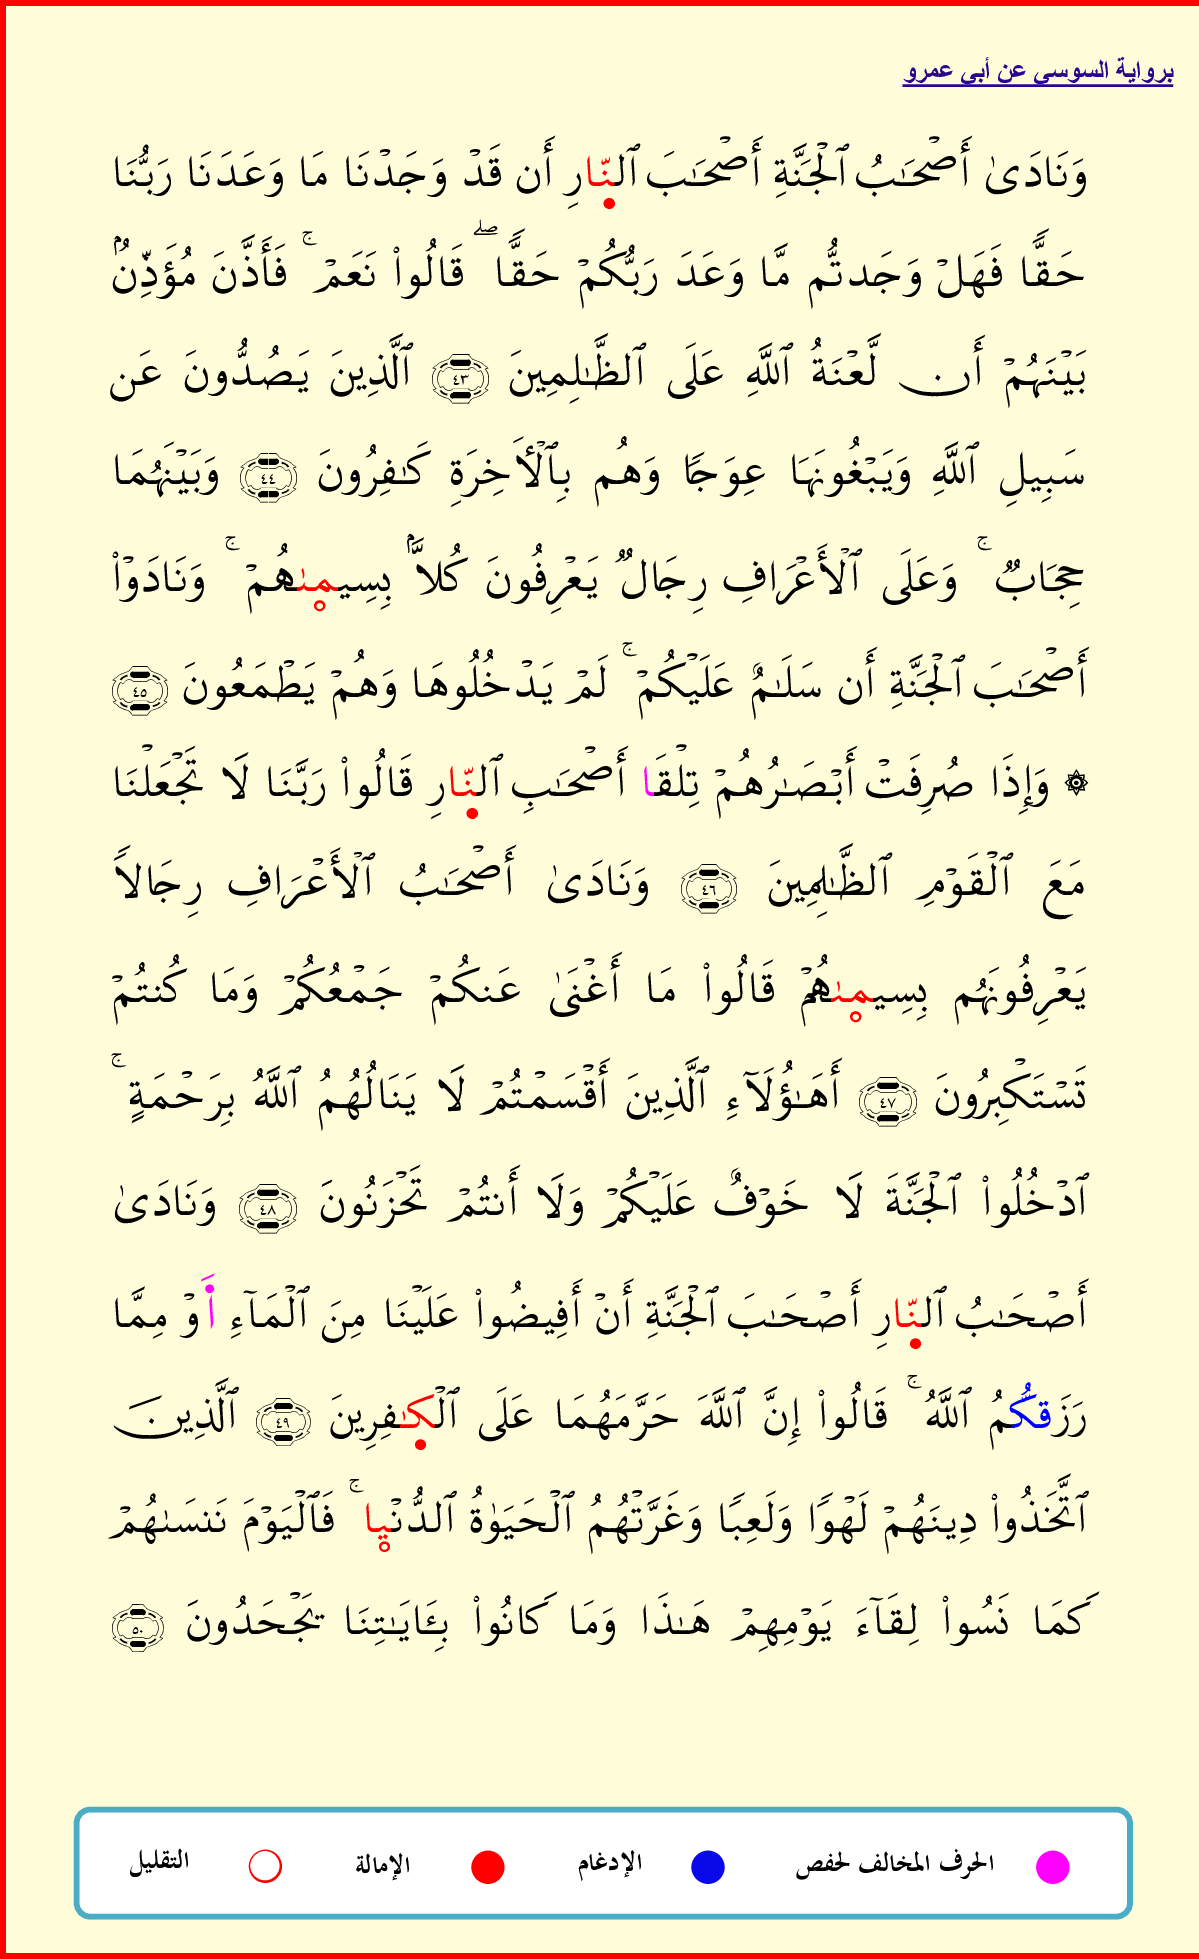 برواية السوسي عن أبي عمرو
وَنَادَىٰ أَصْحَـٰبُ ٱلْجَنَّةِ أَصْحَـٰبَ ٱلنّ۪ارِ أَن قَدْ وَجَدْنَا مَا وَعَدَنَا رَبُّنَا
حَقًّا فَهَلْ وَجَدتُّم مَّا وَعَدَ رَبُّكُمْ حَقًّا ۖ قَالُواْ نَعَمْ ۚ فَأَذَّنَ مُؤَذِّنُۢ
بَيْنَهُمْ أَن لَّعْنَةُ ٱللَّهِ عَلَى ٱلظَّـٰلِمِينَ ٤٣ ٱلَّذِينَ يَصُدُّونَ عَن
سَبِيلِ ٱللَّهِ وَيَبْغُونَهَا عِوَجًا وَهُم بِٱلْأَخِرَةِ كَـٰفِرُونَ ٤٤ وَبَيْنَهُمَا
حِجَابٌ ۚ وَعَلَى ٱلْأَعْرَافِ رِجَالٌ يَعْرِفُونَ كُلاَّۢ بِسِيم۪ىٰهُمْ ۚ وَنَادَوْاْ
أَصْحَـٰبَ ٱلْجَنَّةِ أَن سَلَـٰمٌ عَلَيْكُمْ ۚ لَمْ يَدْخُلُوهَا وَهُمْ يَطْمَعُونَ ٤٥
۞ وَإِذَا صُرِفَتْ أَبْصَـٰرُهُمْ تِلْقَا أَصْحَـٰبِ ٱلنّ۪ارِ قَالُواْ رَبَّنَا لَا تَجْعَلْنَا
مَعَ ٱلْقَوْمِ ٱلظَّـٰلِمِينَ ٤٦ وَنَادَىٰ أَصْحَـٰبُ ٱلْأَعْرَافِ رِجَالاً
يَعْرِفُونَهُم بِسِيم۪ىٰهُمْ قَالُواْ مَا أَغْنَىٰ عَنكُمْ جَمْعُكُمْ وَمَا كُنتُمْ
تَسْتَكْبِرُونَ ٤٧ أَهَـٰؤُلَآءِ ٱلَّذِينَ أَقْسَمْتُمْ لَا يَنَالُهُمُ ٱللَّهُ بِرَحْمَةٍ ۚ
ٱدْخُلُواْ ٱلْجَنَّةَ لَا خَوْفٌ عَلَيْكُمْ وَلَا أَنتُمْ تَحْزَنُونَ ٤٨ وَنَادَىٰ
أَصْحَـٰبُ ٱلنّ۪ارِ أَصْحَـٰبَ ٱلْجَنَّةِ أَنْ أَفِيضُواْ عَلَيْنَا مِنَ ٱلْمَآءِ اَ۬وْ مِمَّا
رَزَقكُّمُ ٱللَّهُ ۚ قَالُواْ إِنَّ ٱللَّهَ حَرَّمَهُمَا عَلَى ٱلْك۪ـٰفِرِينَ ٤٩ ٱلَّذِينَ
ٱتَّخَذُواْ دِينَهُمْ لَهْوًا وَلَعِبًا وَغَرَّتْهُمُ ٱلْحَيَوٰةُ ٱلدُّنْي۪ا ۚ فَٱلْيَوْمَ نَنسَىٰهُمْ
كَمَا نَسُواْ لِقَآءَ يَوْمِهِمْ هَـٰذَا وَمَا كَانُواْ بِـَٔايَـٰتِنَا يَجْحَدُونَ ٥٠
الحرف المخالف لحفص الإدغام الإمالة التقليل